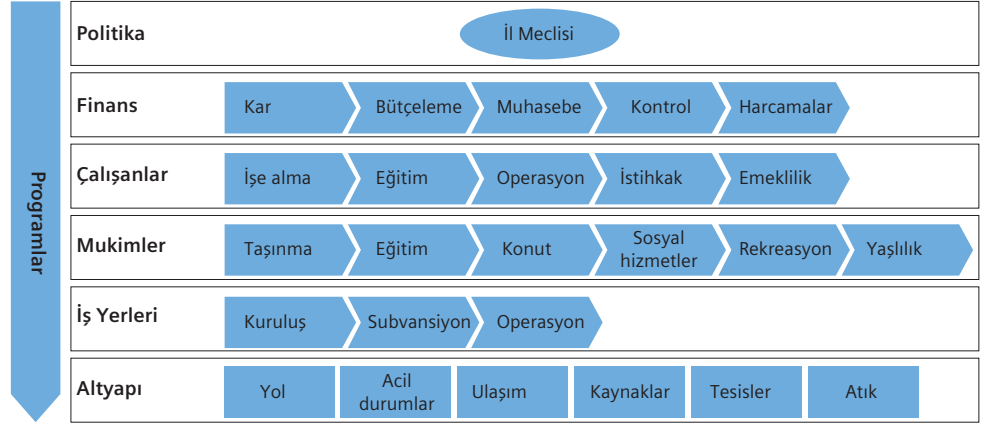 Programlar
Politika
İl Meclisi
Finans
Kar
Bütçeleme
Muhasebe
Kontrol
Harcamalar
Çalışanlar
İşe alma
Eğitim
Operasyon
İstihkak
Emeklilik
Mukimler
Taşınma
Eğitim
Konut
Sosyal
hizmetler
Rekreasyon
Yaşlılık
İş Yerleri
Kuruluş
Subvansiyon
Operasyon
Altyapı
Yol
Acil
durumlar
Ulaşım
Kaynaklar
Tesisler
Atık